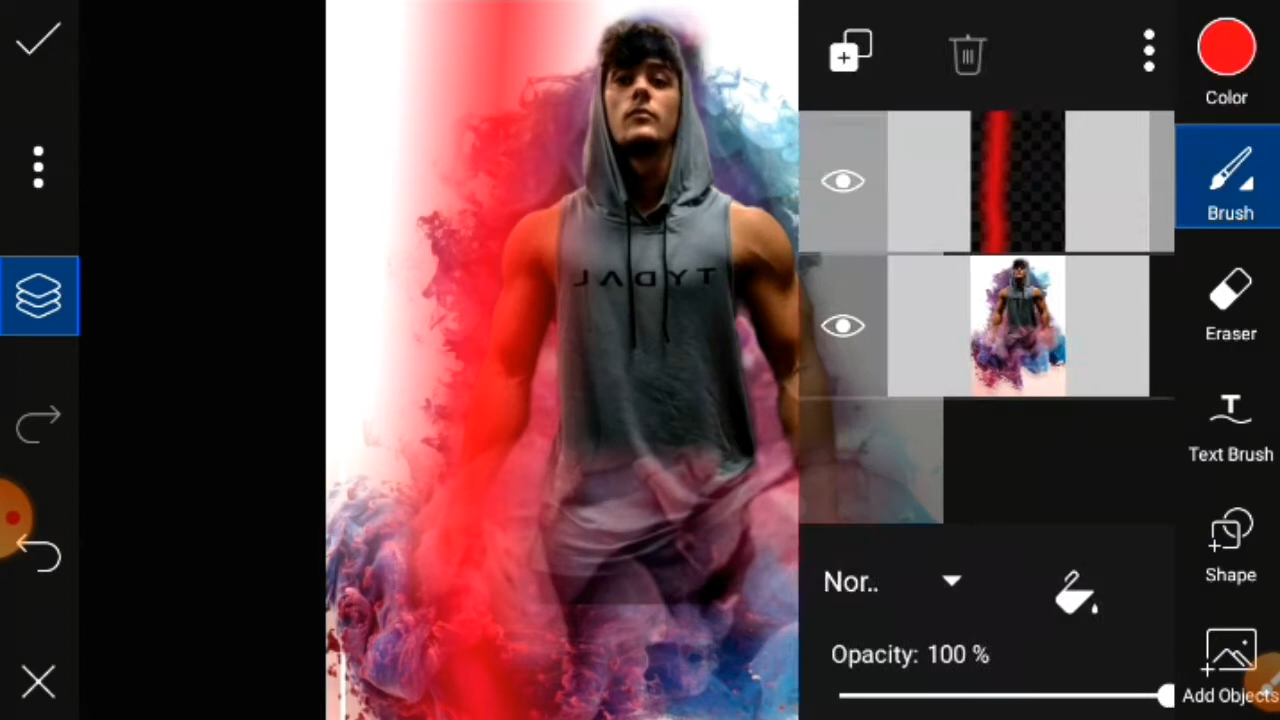 Color
Brush
Eraser
Text Brush
Shape
Add Objects
Nor..
Opacity: 100 %